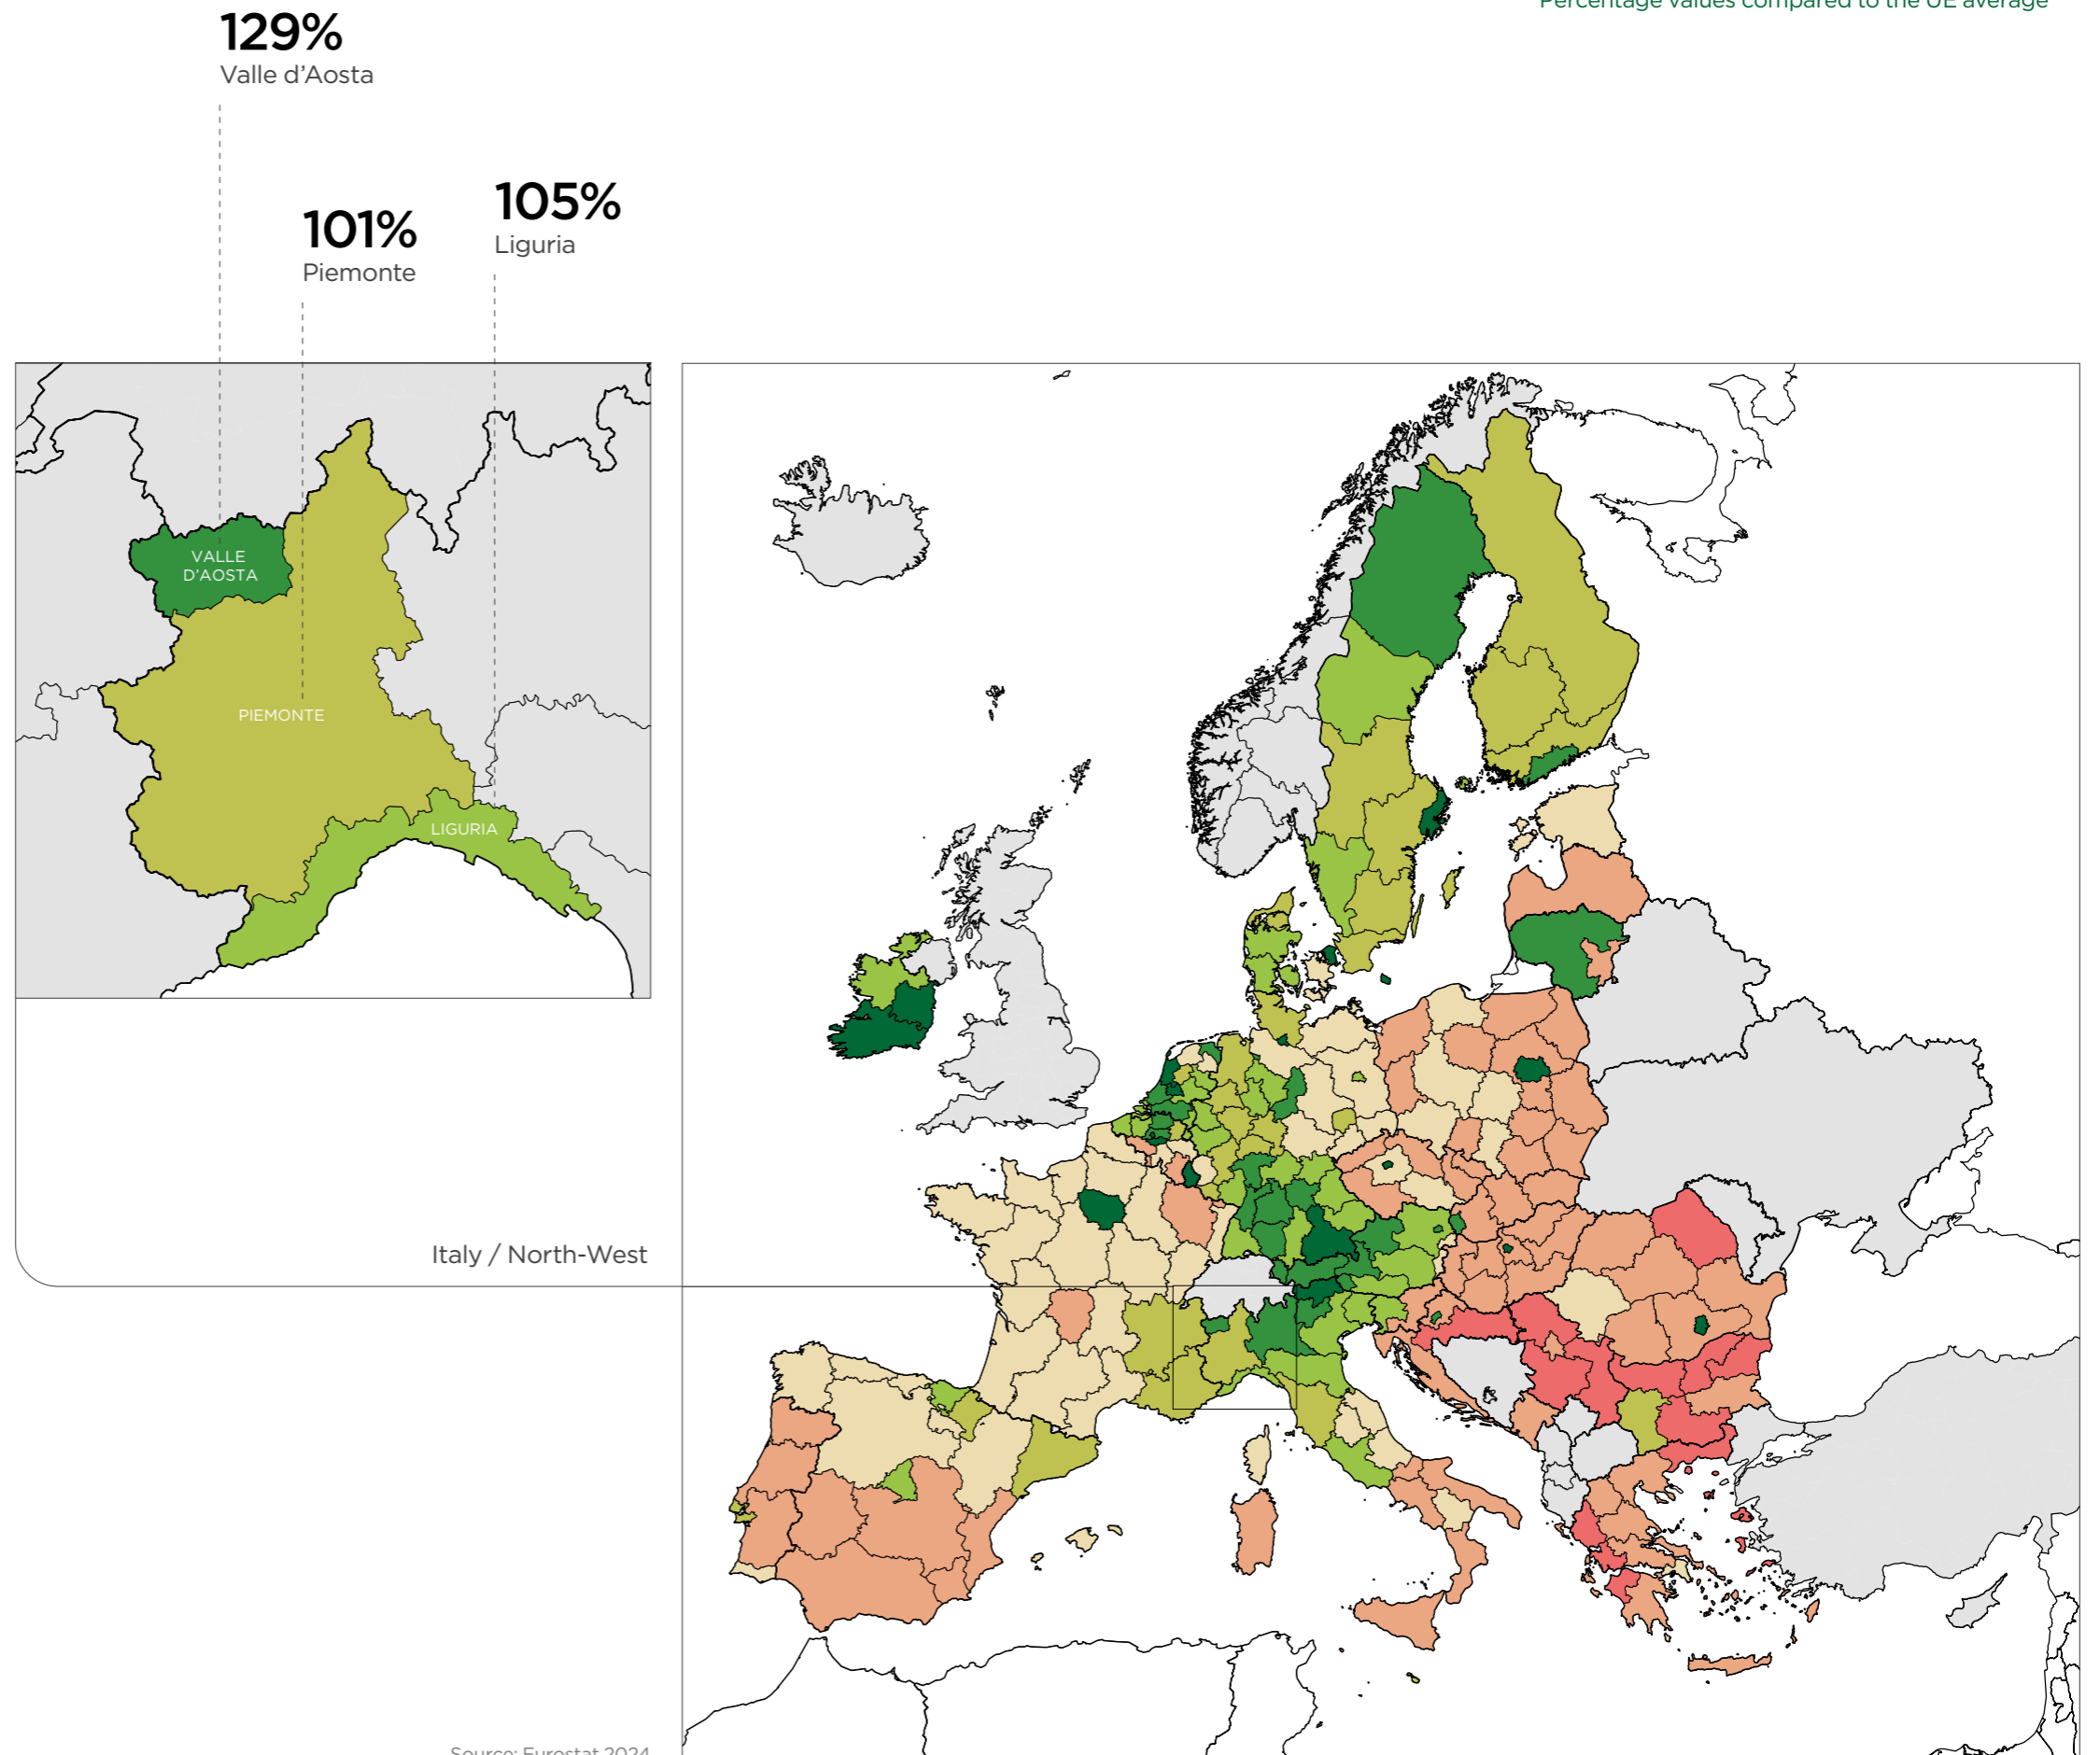 Percentage values compared to the UE average
129%
Valle d'Aosta
105%
Liguria
101%
Piemonte
VALLE
D'AOSTA
PIEMONTE
LIGURIA
Italy / North-West
Source: Eurostat 2024